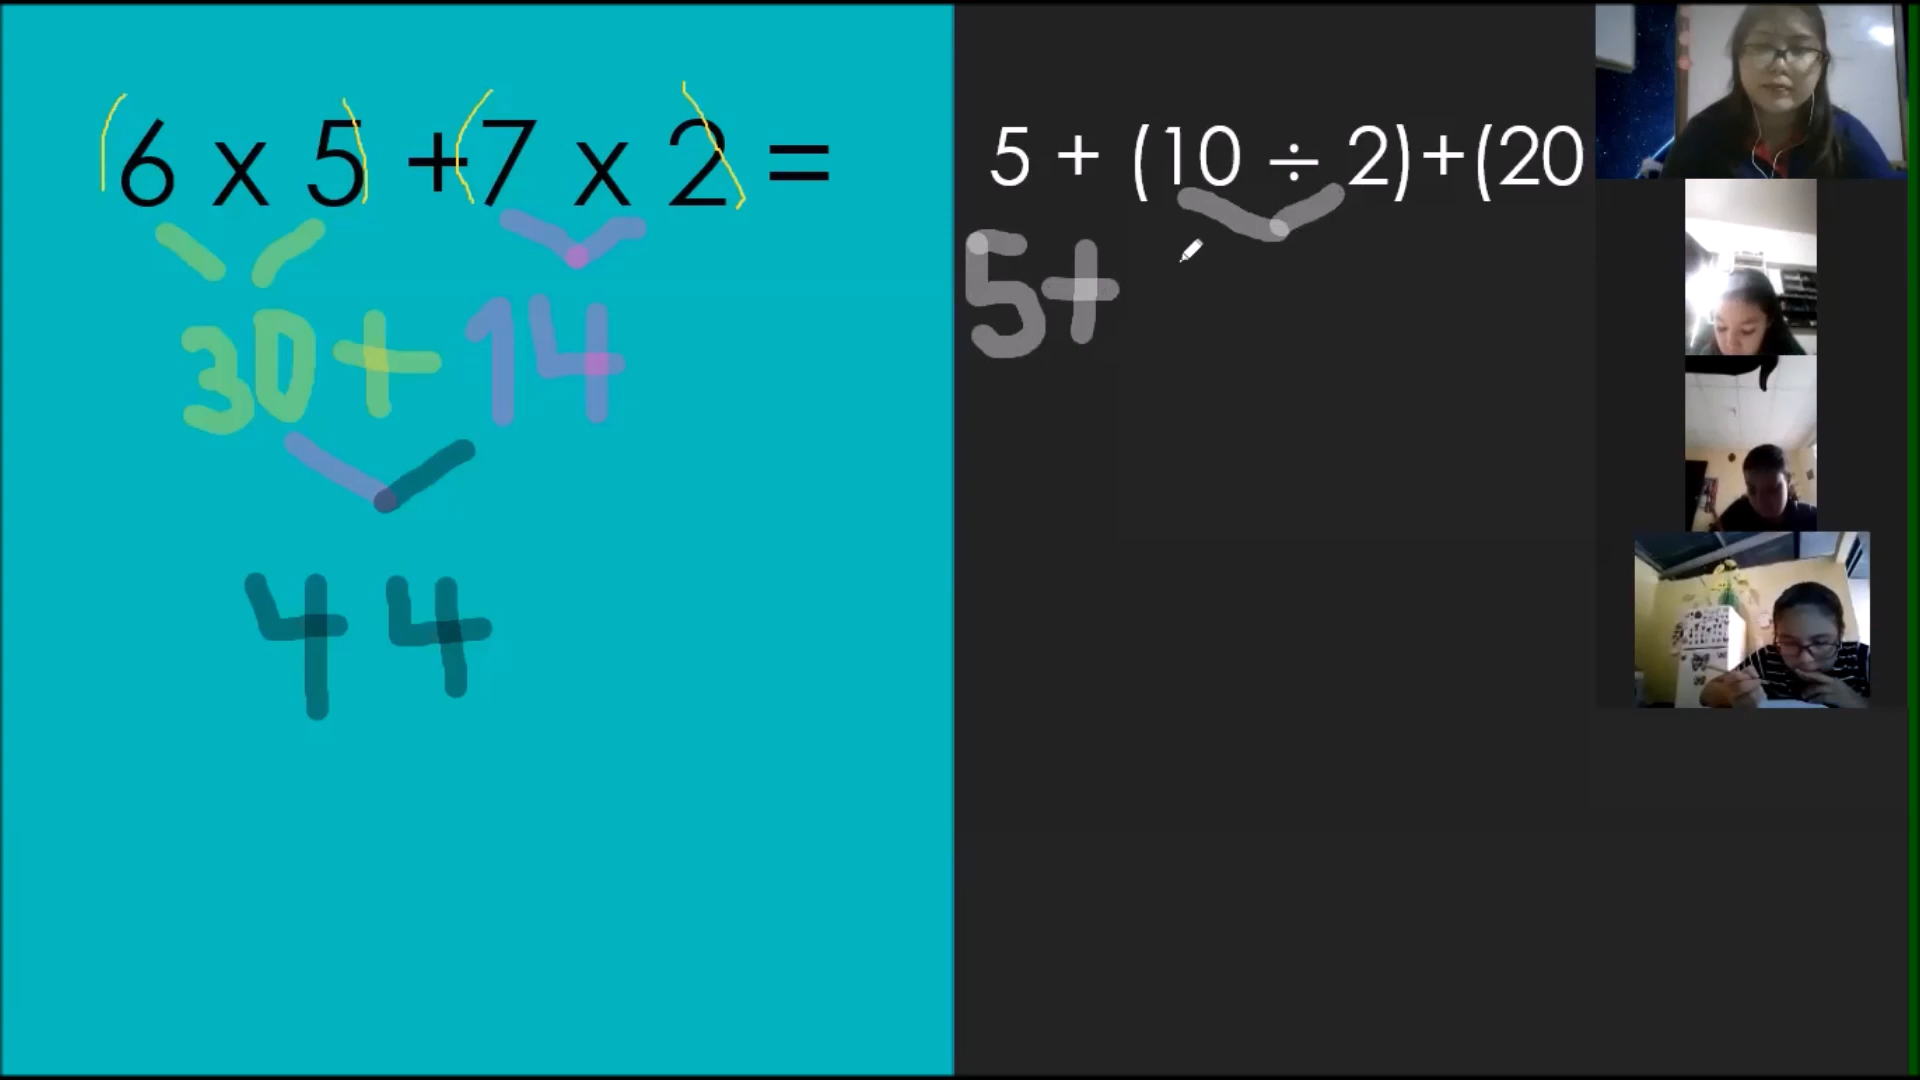 (6 x 5) + (7 x 2) =
30 + 14
44
5 + (10 ÷ 2)+(20
5+